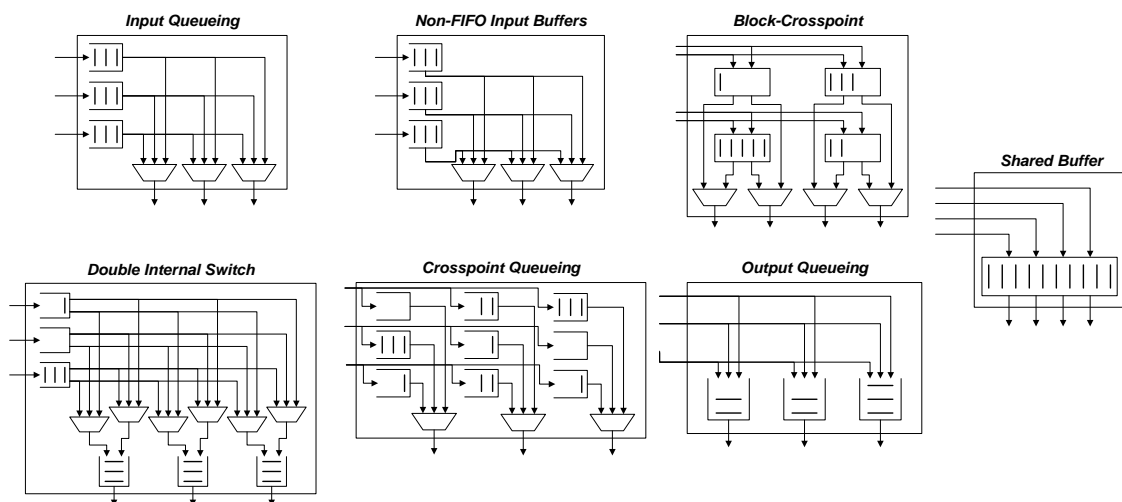 Input Queueing
Non-FIFO Input Buffers
Block-Crosspoint
Shared Buffer
Double Internal Switch
Crosspoint Queueing
Output Queueing